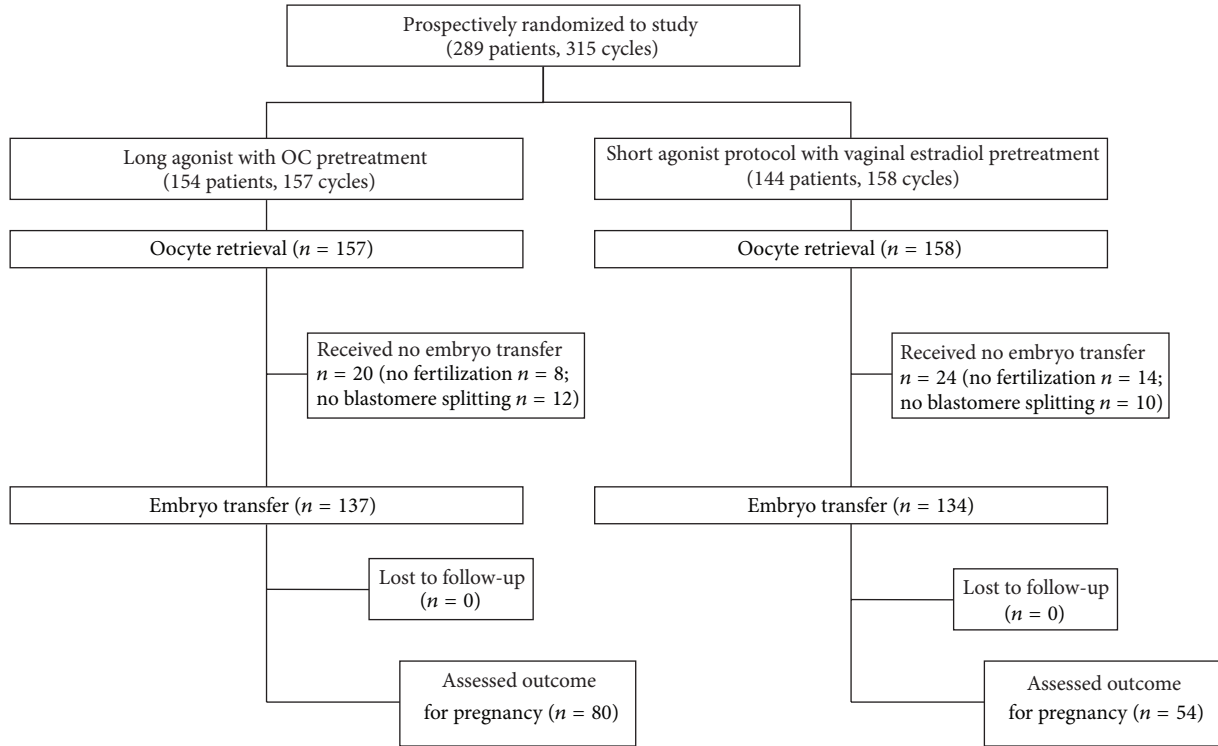 Prospectively randomized to study
(289 patients, 315 cycles)
Long agonist with OC pretreatment
(154 patients, 157 cycles)
Short agonist protocol with vaginal estradiol pretreatment
(144 patients, 158 cycles)
Oocyte retrieval (n = 157)
Oocyte retrieval (n = 158)
Received no embryo transfer
n = 20 (no fertilization n = 8;
no blastomere splitting n = 12)
Received no embryo transfer
n = 24 (no fertilization n = 14;
no blastomere splitting n = 10)
Embryo transfer (n = 137)
Embryo transfer (n = 134)
Lost to follow-up
(n = 0)
Lost to follow-up
(n = 0)
Assessed outcome
for pregnancy (n = 80)
Assessed outcome
for pregnancy (n = 54)